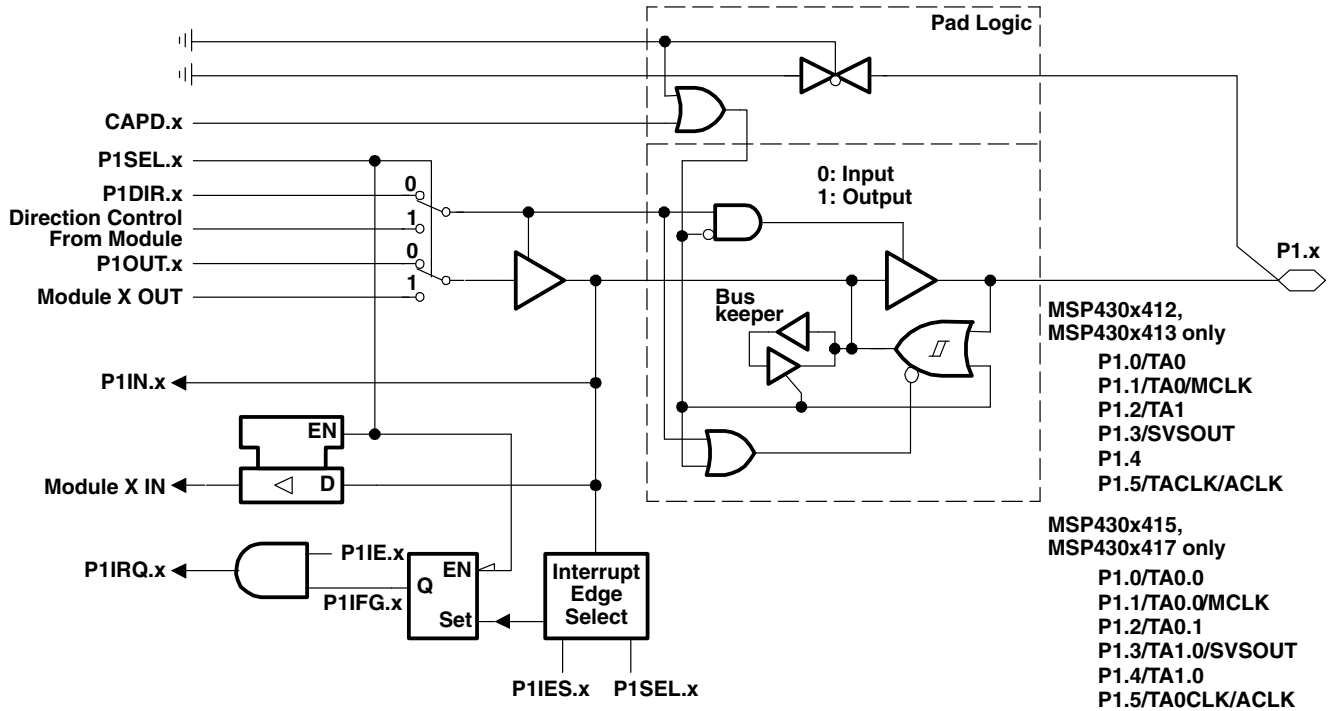 Pad Logic
CAPD.x
P1SEL.x
P1DIR.x
0
Direction Control
From Module
1
P1OUT.x
0
Module X OUT
1
0: Input
1: Output
P1.x
Bus
keeper
P1IN.x
EN
Module X IN
D
P1IRQ.x
P1IE.x
P1IFG.x
EN
Q
Set
Interrupt
Edge
Select
P1IES.x
P1SEL.x
MSP430x412,
MSP430x413 only
P1.0/TA0
P1.1/TA0/MCLK
P1.2/TA1
P1.3/SVSOUT
P1.4
P1.5/TACLK/ACLK
MSP430x415,
MSP430x417 only
P1.0/TA0.0
P1.1/TA0.0/MCLK
P1.2/TA0.1
P1.3/TA1.0/SVSOUT
P1.4/TA1.0
P1.5/TA0CLK/ACLK